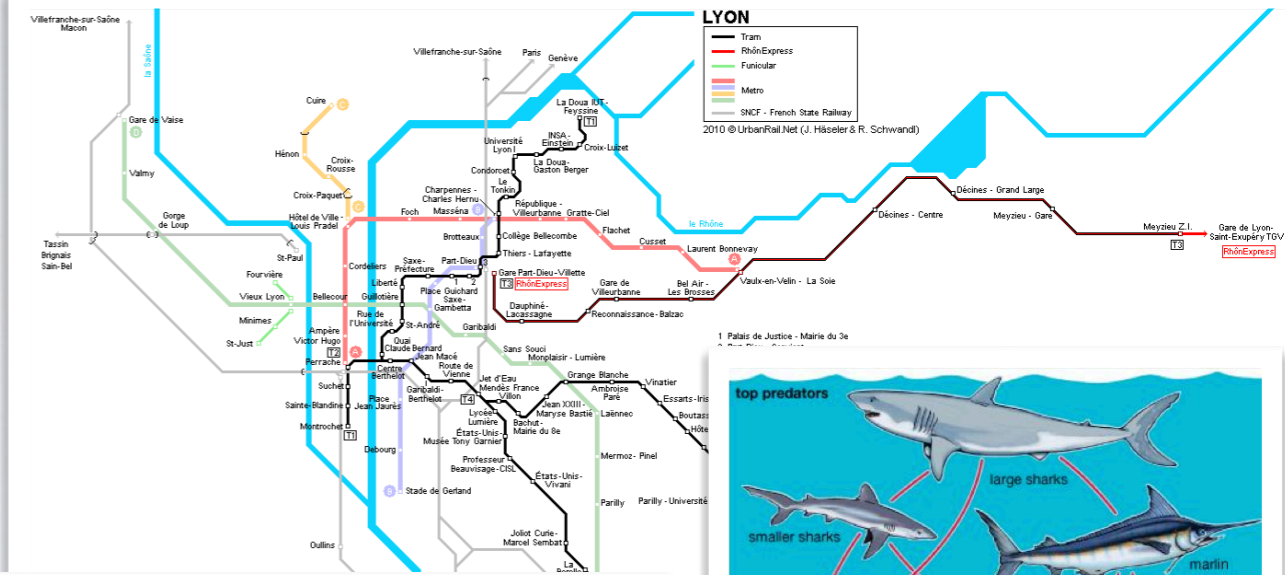 Villefranche-sur-Saône
Macon
la Saône
Gare de Vaise
D
Valmy
Gorge
de Loup
Tassin
Brignais
Sain-Bel
St-Paul
Fourvière
Vieux Lyon
Minimes
St-Just
Cuire
C
Hénon
Croix-
Rousse
Croix-Paquet
C
Hôtel de Ville -
Louis Pradel
Foch
Masséna
Cordeliers
Bellecour
Ampère
Victor Hugo
T2
A
Perrache
Suchet
Sainte-Blandine
Montrochet
T1
Oullins
Villefranche-sur-Saône
Paris
Genève
La Doua IUT -
Feyssine
T1
INSA -
Einstein
Croix-Luizet
Université
Lyon I
La Doua-
Gaston Berger
Condorcet
Le
Tonkin
Charpennes -
Charles Hernu
B
République -
Villeurbanne
Gratte-Ciel
Flachet
Cusset
Laurent Bonnevay
A
Vaulx-en-Velin - La Soie
Brotteaux
Collège Bellecombe
Thiers - Lafayette
Part-Dieu
3
Saxe-
Préfecture
1
2
Liberté
Place Guichard
Guillotière
Saxe-
Gambetta
Rue de
l'Université
St-André
Garibaldi
Quai
Claude Bernard
Jean Macé
Centre
Berthelot
Route de
Vienne
Garibaldi-
Berthelot
Place
Jean Jaurès
Debourg
B
Stade de Gerland
T4
Gare Part-Dieu-Villette
T3
RhônExpress
Dauphiné-
Lacassagne
Gare de
Villeurbanne
Reconnaissance - Balzac
Bel Air -
Les Brosses
Sans Souci
Monplaisir - Lumière
Jet d'Eau
Mendès France
Villon
Grange Blanche
Ambroise
Paré
Vinatier
Essarts-Iris
Lycée
Lumière
Bachut-
Mairie du 8e
Jean XXIII -
Maryse Bastié
Laënnec
États-Unis-
Musée Tony Garnier
Professeur
Beauvisage-CISL
États-Unis-
Viviani
Mermoz - Pinel
Parilly
Parilly - Université
Joliot Curie-
Marcel Sembat
La
le Rhône
Décines - Centre
Décines - Grand Large
Meyzieu - Gare
Meyzieu Z.I.
T3
Gare de Lyon-
Saint-Exupéry TGV
RhônExpress
LYON
Tram
RhônExpress
Funicular
Metro
SNCF - French State Railway
2010 © UrbanRail.Net (J. Häseler & R. Schwandl)
1 Palais de Justice - Mairie du 3e
top predators
large sharks
smaller sharks
marlin